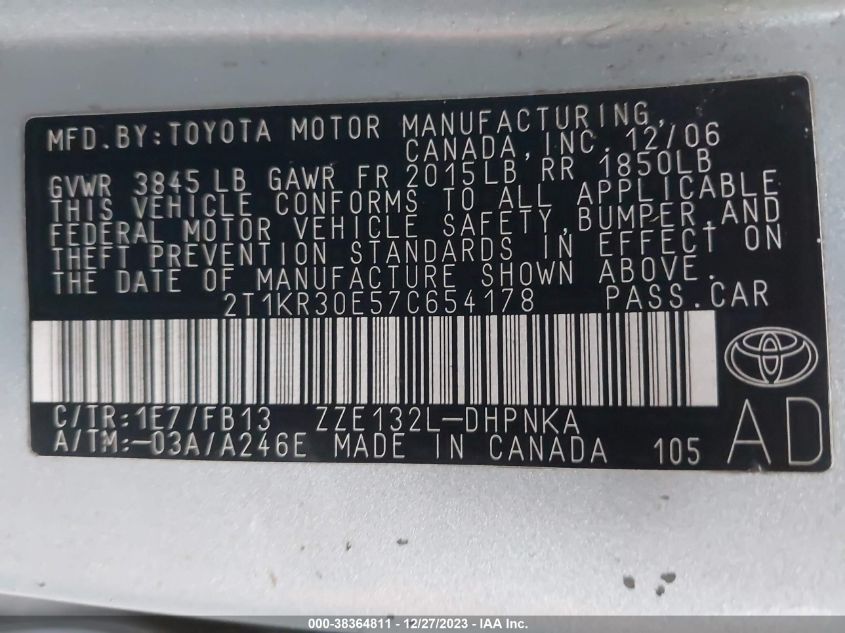 MFD.BY:TOYOTA MOTOR MANUFACTURING,
CANADA,INC.12/06
GVWR 3845LB GAWR FR 2015LB RR 1850LB
THIS VEHICLE CONFORMS TO ALL APPLICABLE
FEDERAL MOTOR VEHICLE SAFETY,BUMPER,AND
THEFT PREVENTION STANDARDS IN EFFECT ON
THE DATE OF MANUFACTURE SHOWN ABOVE.
2T1KR30E57C654178 PASS.CAR
C/TR:1E7/FB13 ZZE132L-DHPNKA
A/TM:-03A/A246E MADE IN CANADA 105
AD
000-38364811 - 12/27/2023 - IAA Inc.